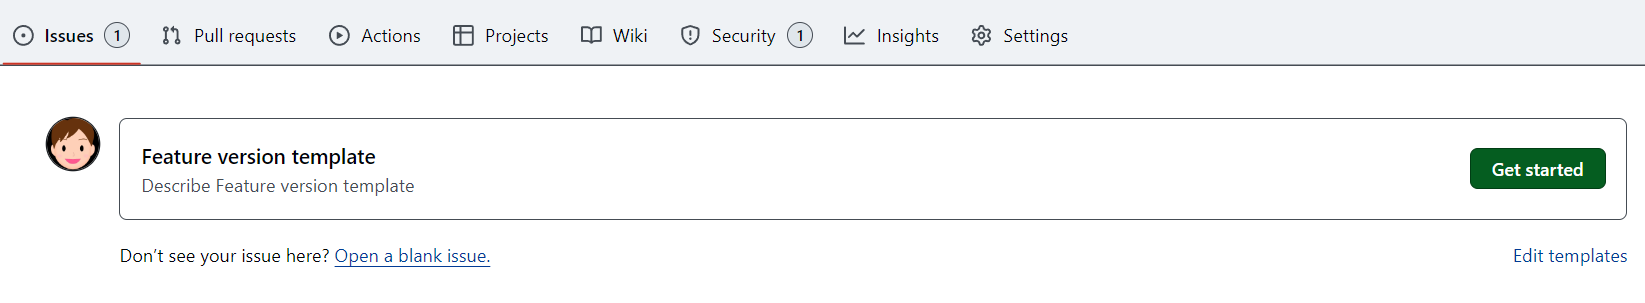 Issues 1 Pull requests Actions Projects Wiki Security 1 Insights Settings
Feature version template
Get started
Describe Feature version template
Don’t see your issue here? Open a blank issue. Edit templates